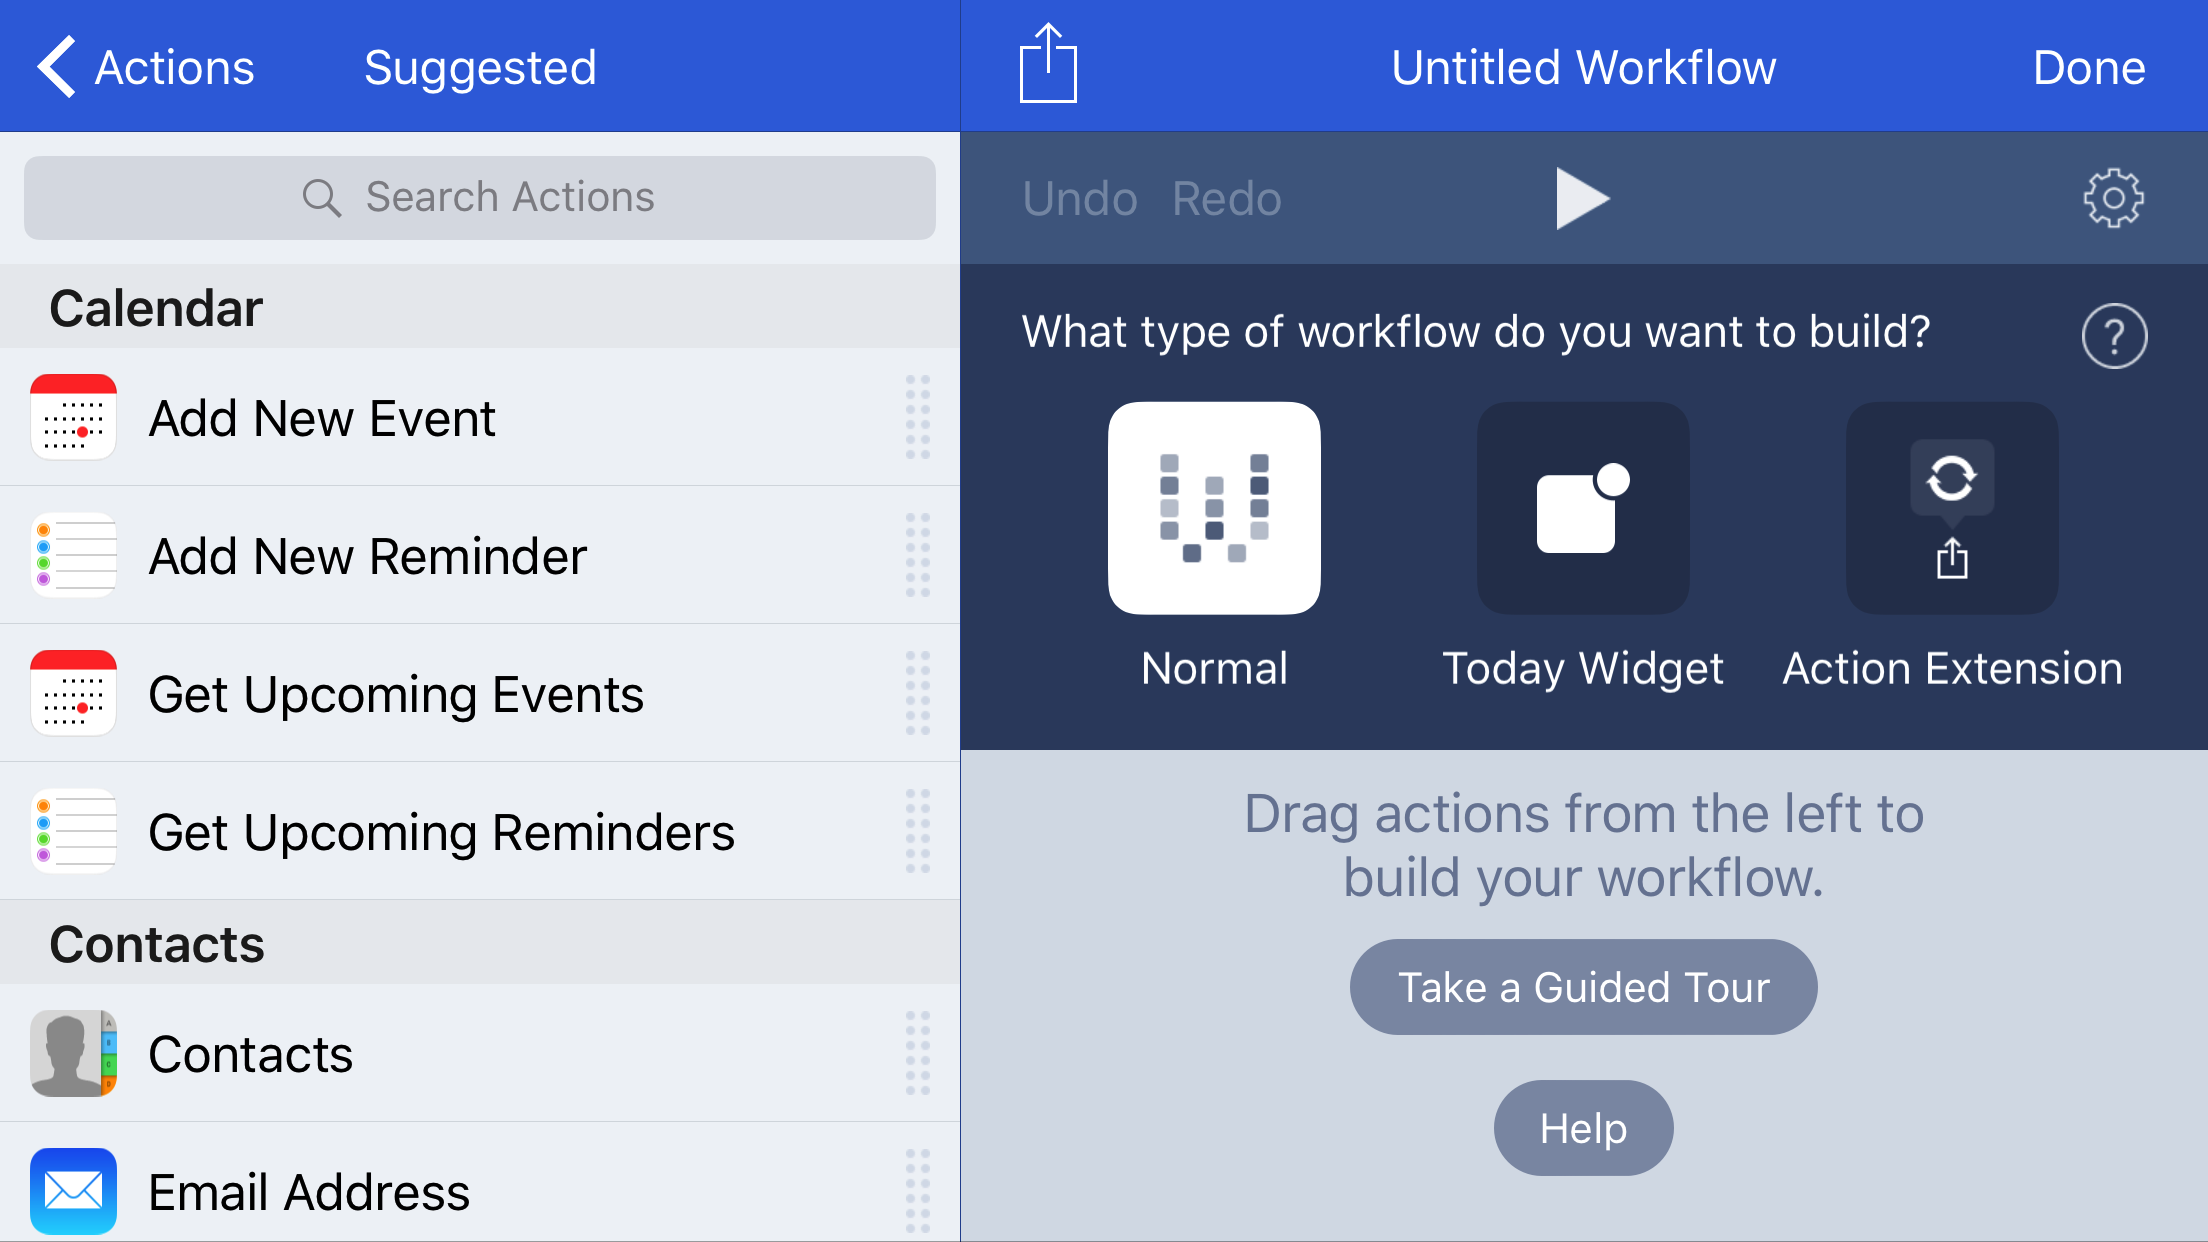 Actions
Suggested
Search Actions
Calendar
Add New Event
Add New Reminder
Get Upcoming Events
Get Upcoming Reminders
Contacts
Contacts
Email Address
Untitled Workflow
Done
Undo Redo
What type of workflow do you want to build?
?
Normal
Today Widget
Action Extension
Drag actions from the left to
build your workflow.
Take a Guided Tour
Help